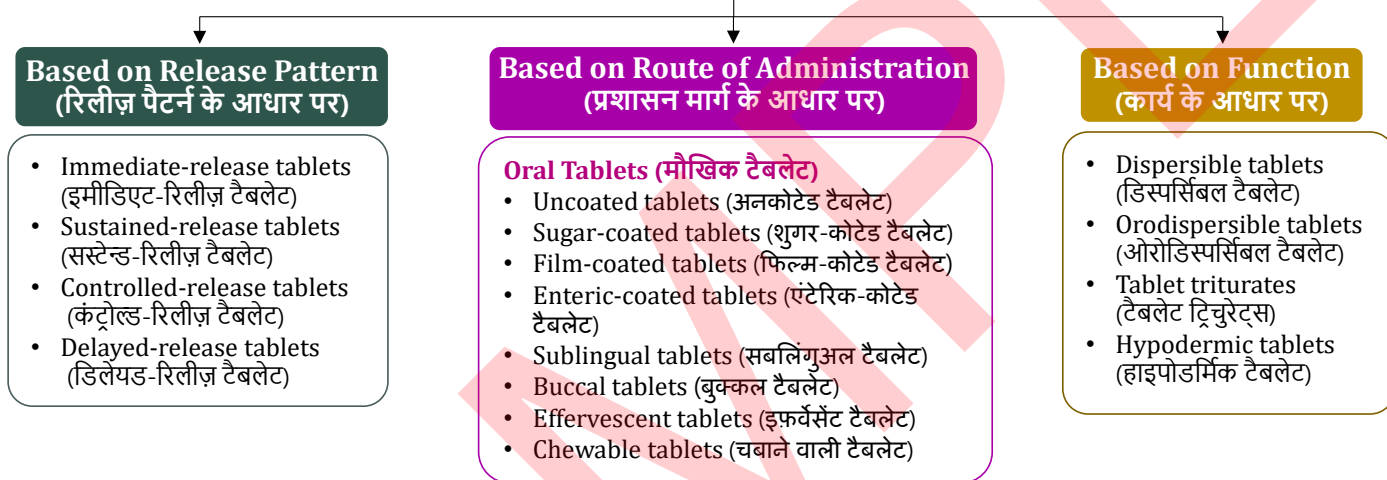 Based on Release Pattern
(रिलीज़ पैटर्न के आधार पर)
• Immediate-release tablets
(इमीडिएट-रिलीज़ टैबलेट)
• Sustained-release tablets
(सस्टेन्ड-रिलीज़ टैबलेट)
• Controlled-release tablets
(कंट्रोल्ड-रिलीज़ टैबलेट)
• Delayed-release tablets
(डिलेयड-रिलीज़ टैबलेट)
Based on Route of Administration
(प्रशासन मार्ग के आधार पर)
Oral Tablets (मौखिक टैबलेट)
• Uncoated tablets (अनकोटेड टैबलेट)
• Sugar-coated tablets (शुगर-कोटेड टैबलेट)
• Film-coated tablets (फिल्म-कोटेड टैबलेट)
• Enteric-coated tablets (एंटेरिक-कोटेड
टैबलेट)
• Sublingual tablets (सबलिंगुअल टैबलेट)
• Buccal tablets (बुक्कल टैबलेट)
• Effervescent tablets (इफ़र्वेसेंट टैबलेट)
• Chewable tablets (चबाने वाली टैबलेट)
Based on Function
(कार्य के आधार पर)
• Dispersible tablets
(डिस्पर्सिबल टैबलेट)
• Orodispersible tablets
(ओरोडिस्पर्सिबल टैबलेट)
• Tablet triturates
(टैबलेट ट्रिचुरेट्स)
• Hypodermic tablets
(हाइपोडर्मिक टैबलेट)